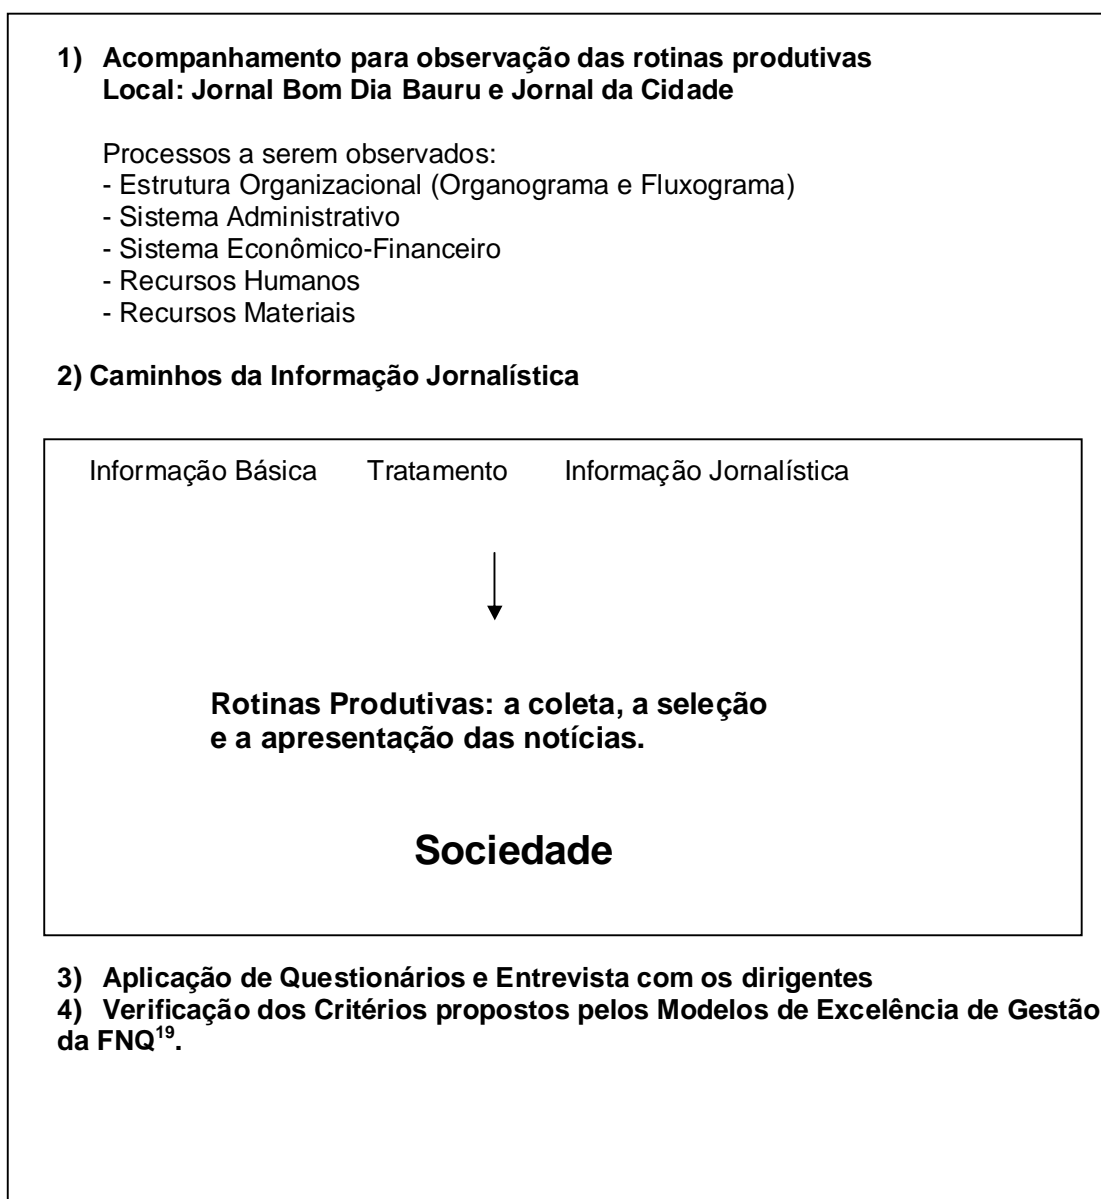 1) Acompanhamento para observação das rotinas produtivas
Local: Jornal Bom Dia Bauru e Jornal da Cidade
Processos a serem observados:
- Estrutura Organizacional (Organograma e Fluxograma)
- Sistema Administrativo
- Sistema Econômico-Financeiro
- Recursos Humanos
- Recursos Materiais
2) Caminhos da Informação Jornalística
Informação Básica Tratamento Informação Jornalística
Rotinas Produtivas: a coleta, a seleção
e a apresentação das notícias.
Sociedade
3) Aplicação de Questionários e Entrevista com os dirigentes
4) Verificação dos Critérios propostos pelos Modelos de Excelência de Gestão
da FNQ¹⁹.